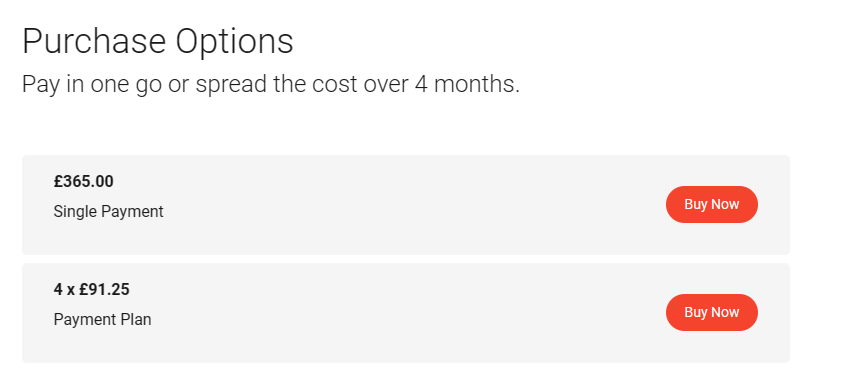 Purchase Options
Pay in one go or spread the cost over 4 months.
£365.00
Single Payment
Buy Now
4 x £91.25
Payment Plan
Buy Now